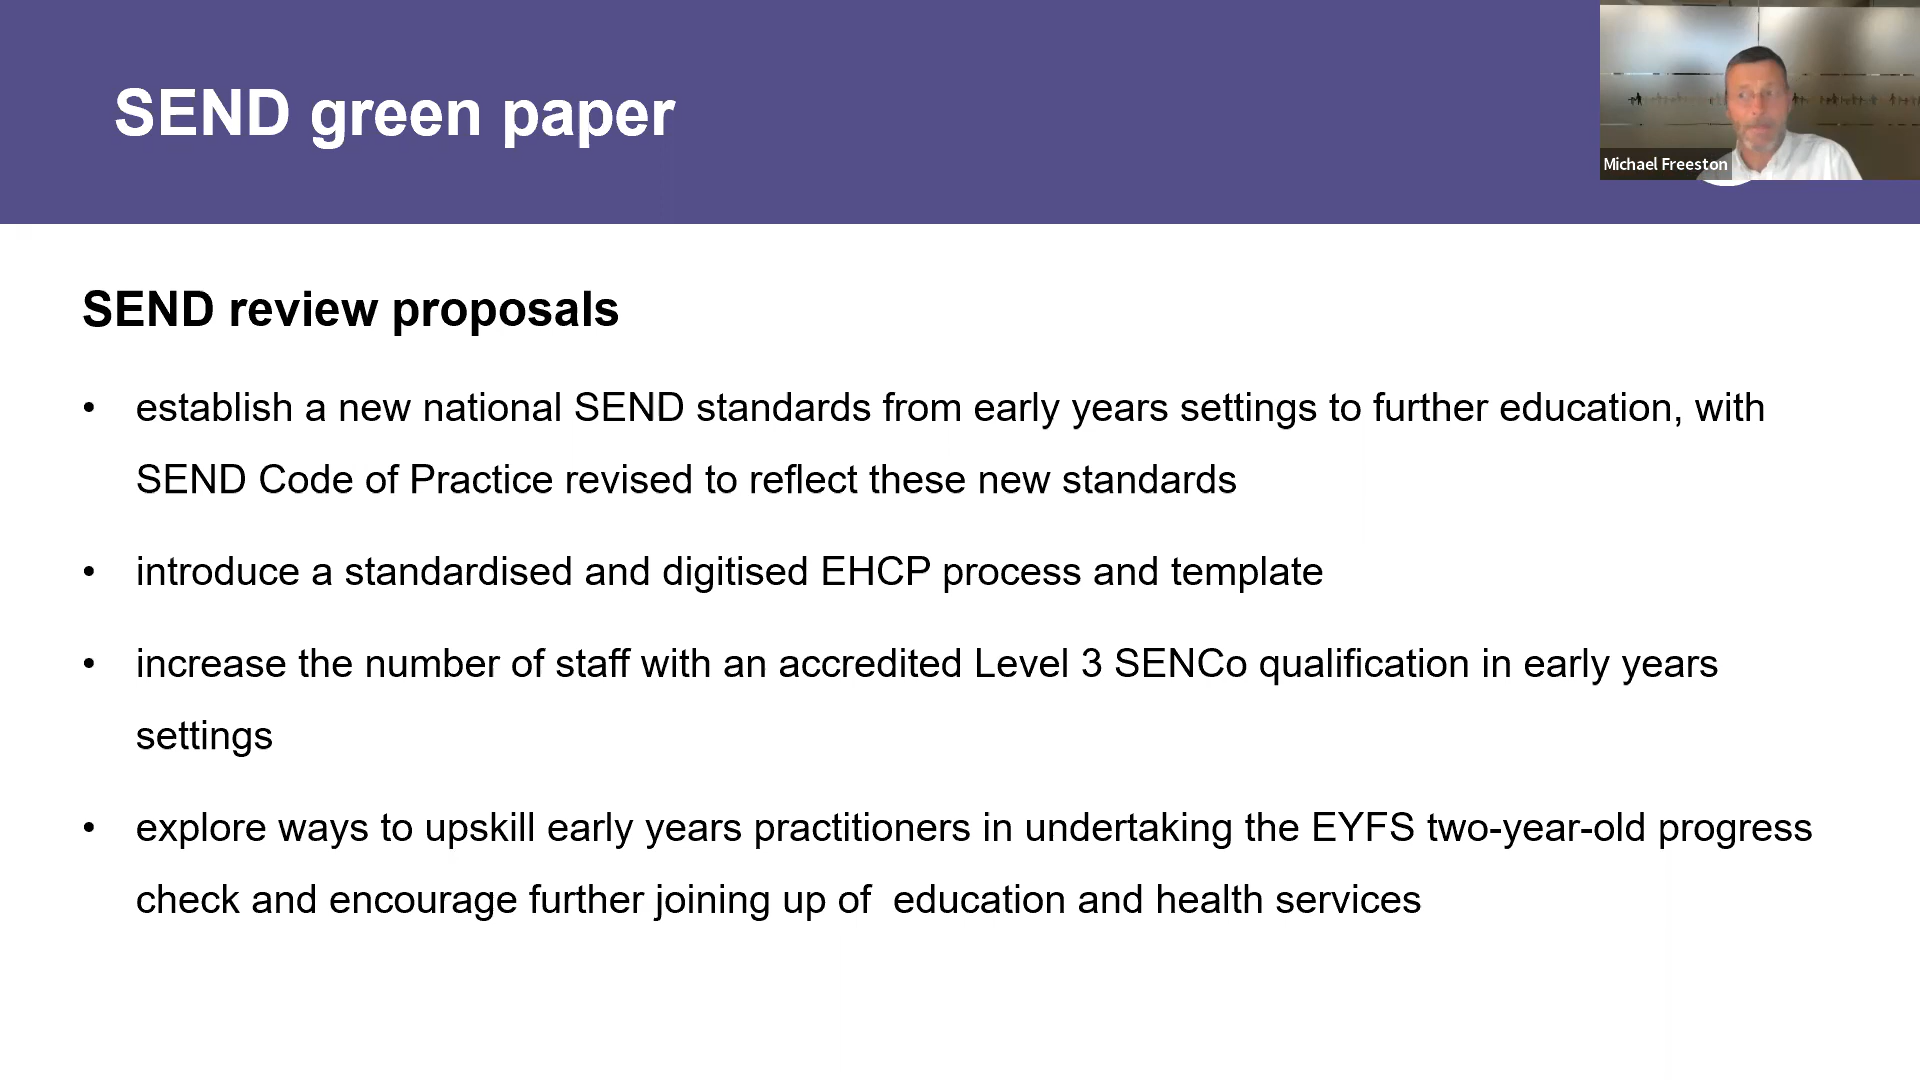 SEND green paper
Michael Freeston
SEND review proposals
• establish a new national SEND standards from early years settings to further education, with
SEND Code of Practice revised to reflect these new standards
• introduce a standardised and digitised EHCP process and template
• increase the number of staff with an accredited Level 3 SENCo qualification in early years
settings
• explore ways to upskill early years practitioners in undertaking the EYFS two-year-old progress
check and encourage further joining up of  education and health services